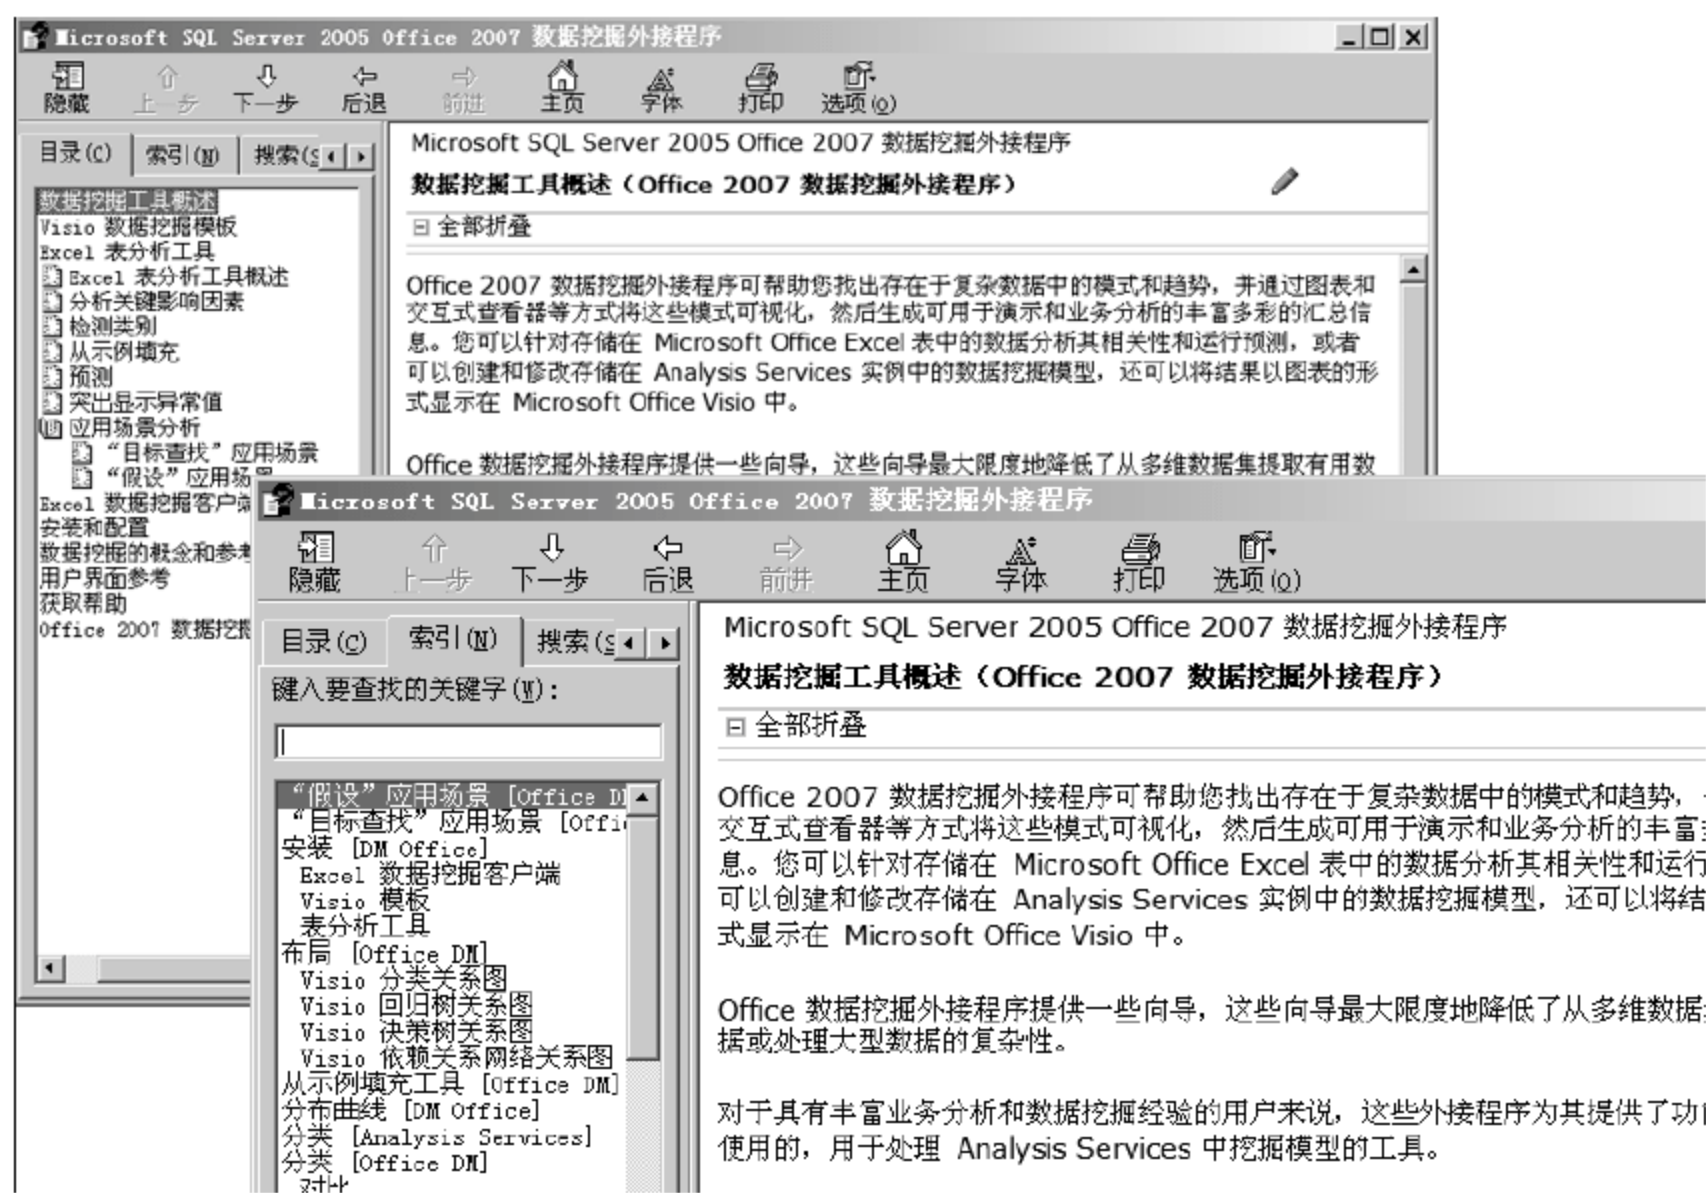 Microsoft SQL Server 2005 Office 2007 数据挖掘外接程序
隐藏 上一步 下一步 后退 前进 主页 字体 打印 选项(O)
目录(C) 索引(N) 搜索(S
数据挖掘工具概述
Visio 数据挖掘模板
Excel 表分析工具
Excel 表分析工具概述
分析关键影响因素
检测类别
从示例填充
预测
突出显示异常值
应用场景分析
“目标查找”应用场景
“假设”应用场
Excel 数据挖掘客户端
安装和配置
数据挖掘的概念和参考
用户界面参考
获取帮助
Office 2007 数据挖掘
Microsoft SQL Server 2005 Office 2007 数据挖掘外接程序
数据挖掘工具概述（Office 2007 数据挖掘外接程序）
全部折叠
Office 2007 数据挖掘外接程序可帮助您找出存在于复杂数据中的模式和趋势，并通过图表和
交互式查看器等方式将这些模式可视化，然后生成可用于演示和业务分析的丰富多彩的汇总信
息。您可以针对存储在 Microsoft Office Excel 表中的数据分析其相关性和运行预测，或者
可以创建和修改存储在 Analysis Services 实例中的数据挖掘模型，还可以将结果以图表的形
式显示在 Microsoft Office Visio 中。
Office 数据挖掘外接程序提供一些向导，这些向导最大限度地降低了从多维数据集提取有用数
Microsoft SQL Server 2005 Office 2007 数据挖掘外接程序
隐藏 上一步 下一步 后退 前进 主页 字体 打印 选项(O)
目录(C) 索引(N) 搜索(S
键入要查找的关键字(W):
“假设”应用场景 [Office D
“目标查找”应用场景 [Offi
安装 [DM Office]
Excel 数据挖掘客户端
Visio 模板
表分析工具
布局 [Office DM]
Visio 分类关系图
Visio 回归树关系图
Visio 决策树关系图
Visio 依赖关系网络关系图
从示例填充工具 [Office DM]
分布曲线 [DM Office]
分类 [Analysis Services]
分类 [Office DM]
对比
Microsoft SQL Server 2005 Office 2007 数据挖掘外接程序
数据挖掘工具概述（Office 2007 数据挖掘外接程序）
全部折叠
Office 2007 数据挖掘外接程序可帮助您找出存在于复杂数据中的模式和趋势，
交互式查看器等方式将这些模式可视化，然后生成可用于演示和业务分析的丰富
息。您可以针对存储在 Microsoft Office Excel 表中的数据分析其相关性和运行
可以创建和修改存储在 Analysis Services 实例中的数据挖掘模型，还可以将结
式显示在 Microsoft Office Visio 中。
Office 数据挖掘外接程序提供一些向导，这些向导最大限度地降低了从多维数据
据或处理大型数据的复杂性。
对于具有丰富业务分析和数据挖掘经验的用户来说，这些外接程序为其提供了功
使用的，用于处理 Analysis Services 中挖掘模型的工具。